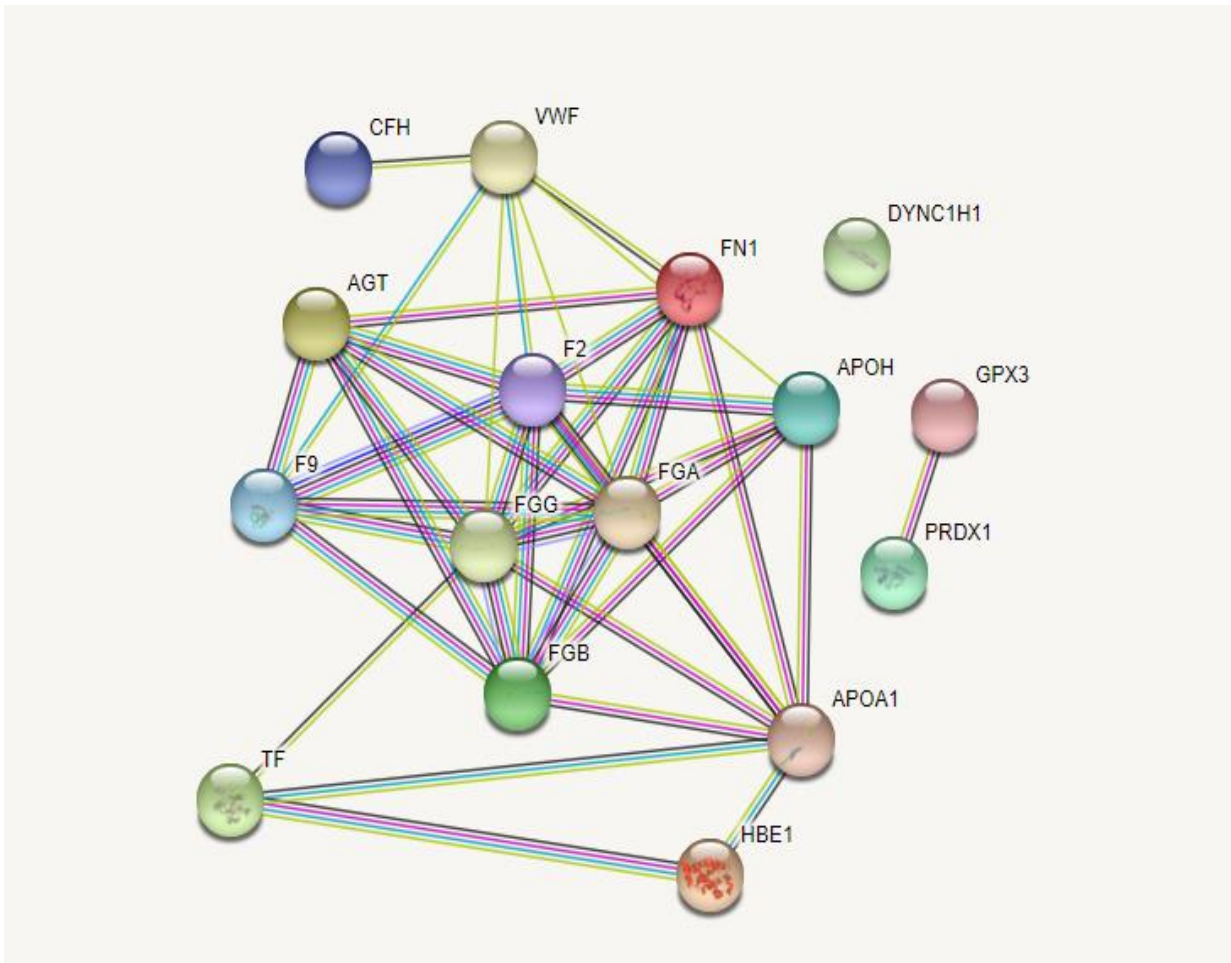 VWF
CFH
DYNC1H1
FN1
AGT
F2
APOH
GPX3
F9
FGA
FGG
PRDX1
FGB
APOA1
TF
HBE1